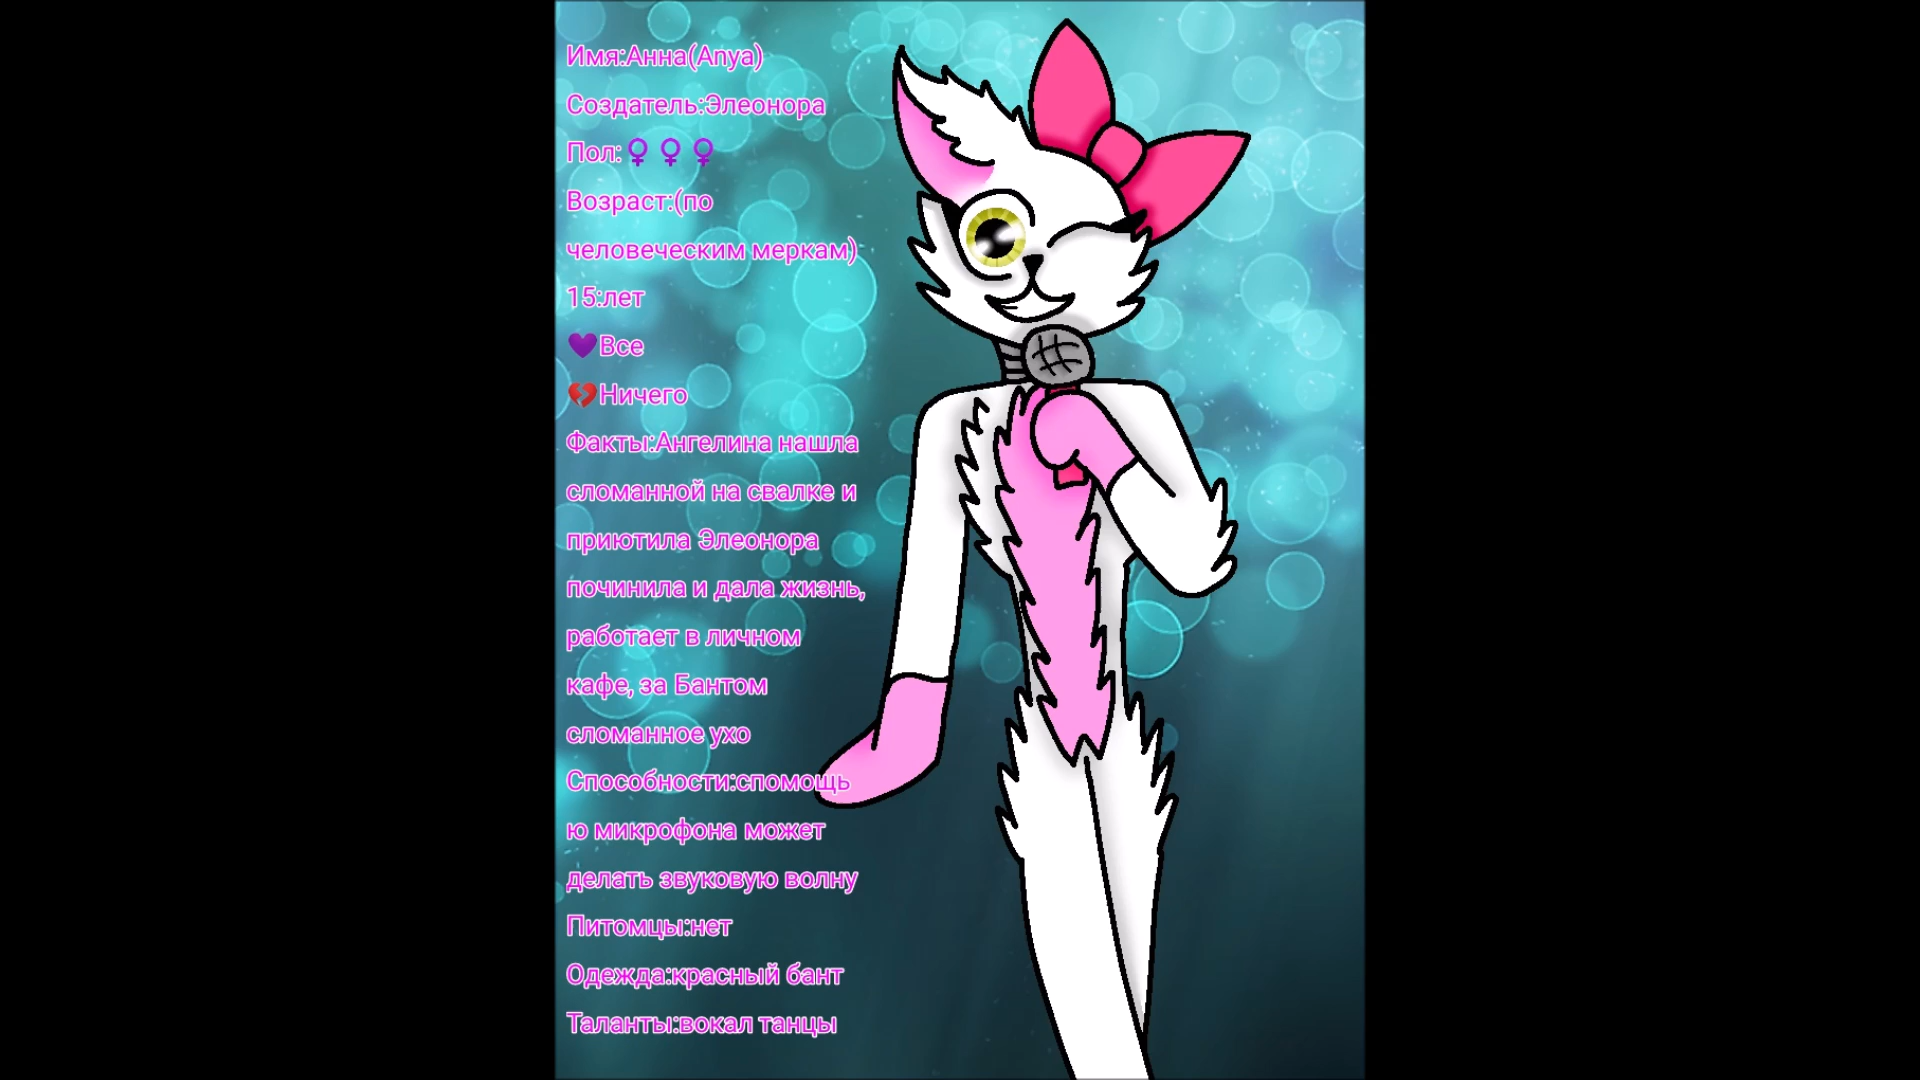 Имя:Анна(Anya)
Создатель:Элеонора
Пол:♀♀♀
Возраст:(по
человеческим меркам)
15:лет
💜Все
💔Ничего
Факты:Ангелина нашла
сломанной на свалке и
приютила Элеонора
починила и дала жизнь,
работает в личном
кафе, за Бантом
сломанное ухо
Способности:спомощь
ю микрофона может
делать звуковую волну
Питомцы:нет
Одежда:красный бант
Таланты:вокал танцы